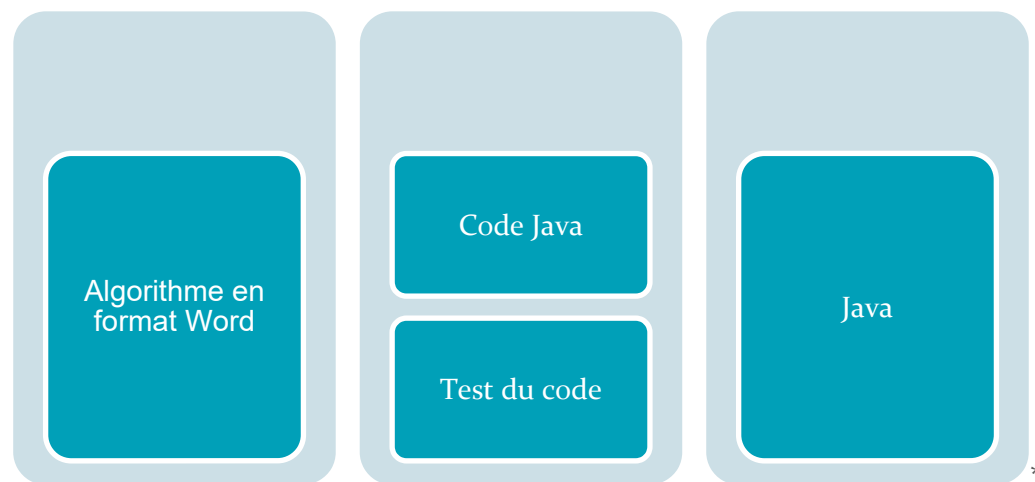 Algorithme en
format Word
Code Java
Test du code
Java